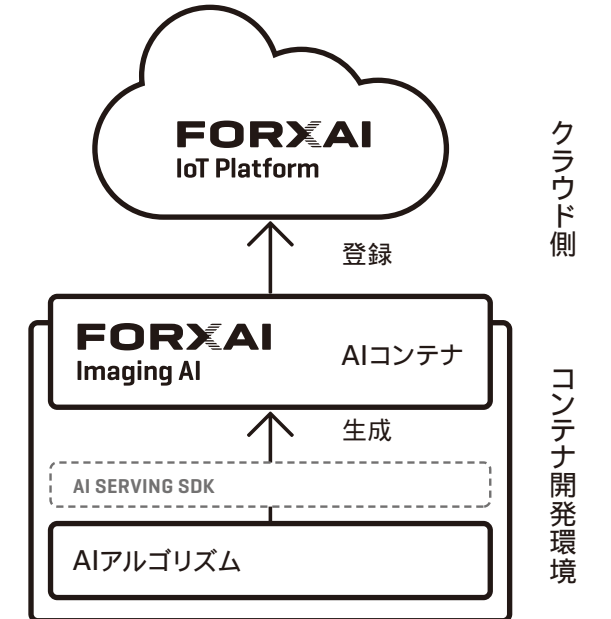 FORXAI
IoT Platform
クラウド側
登録
FORXAI
Imaging AI
AIコンテナ
生成
コンテナ開発環境
AI SERVING SDK
AIアルゴリズム